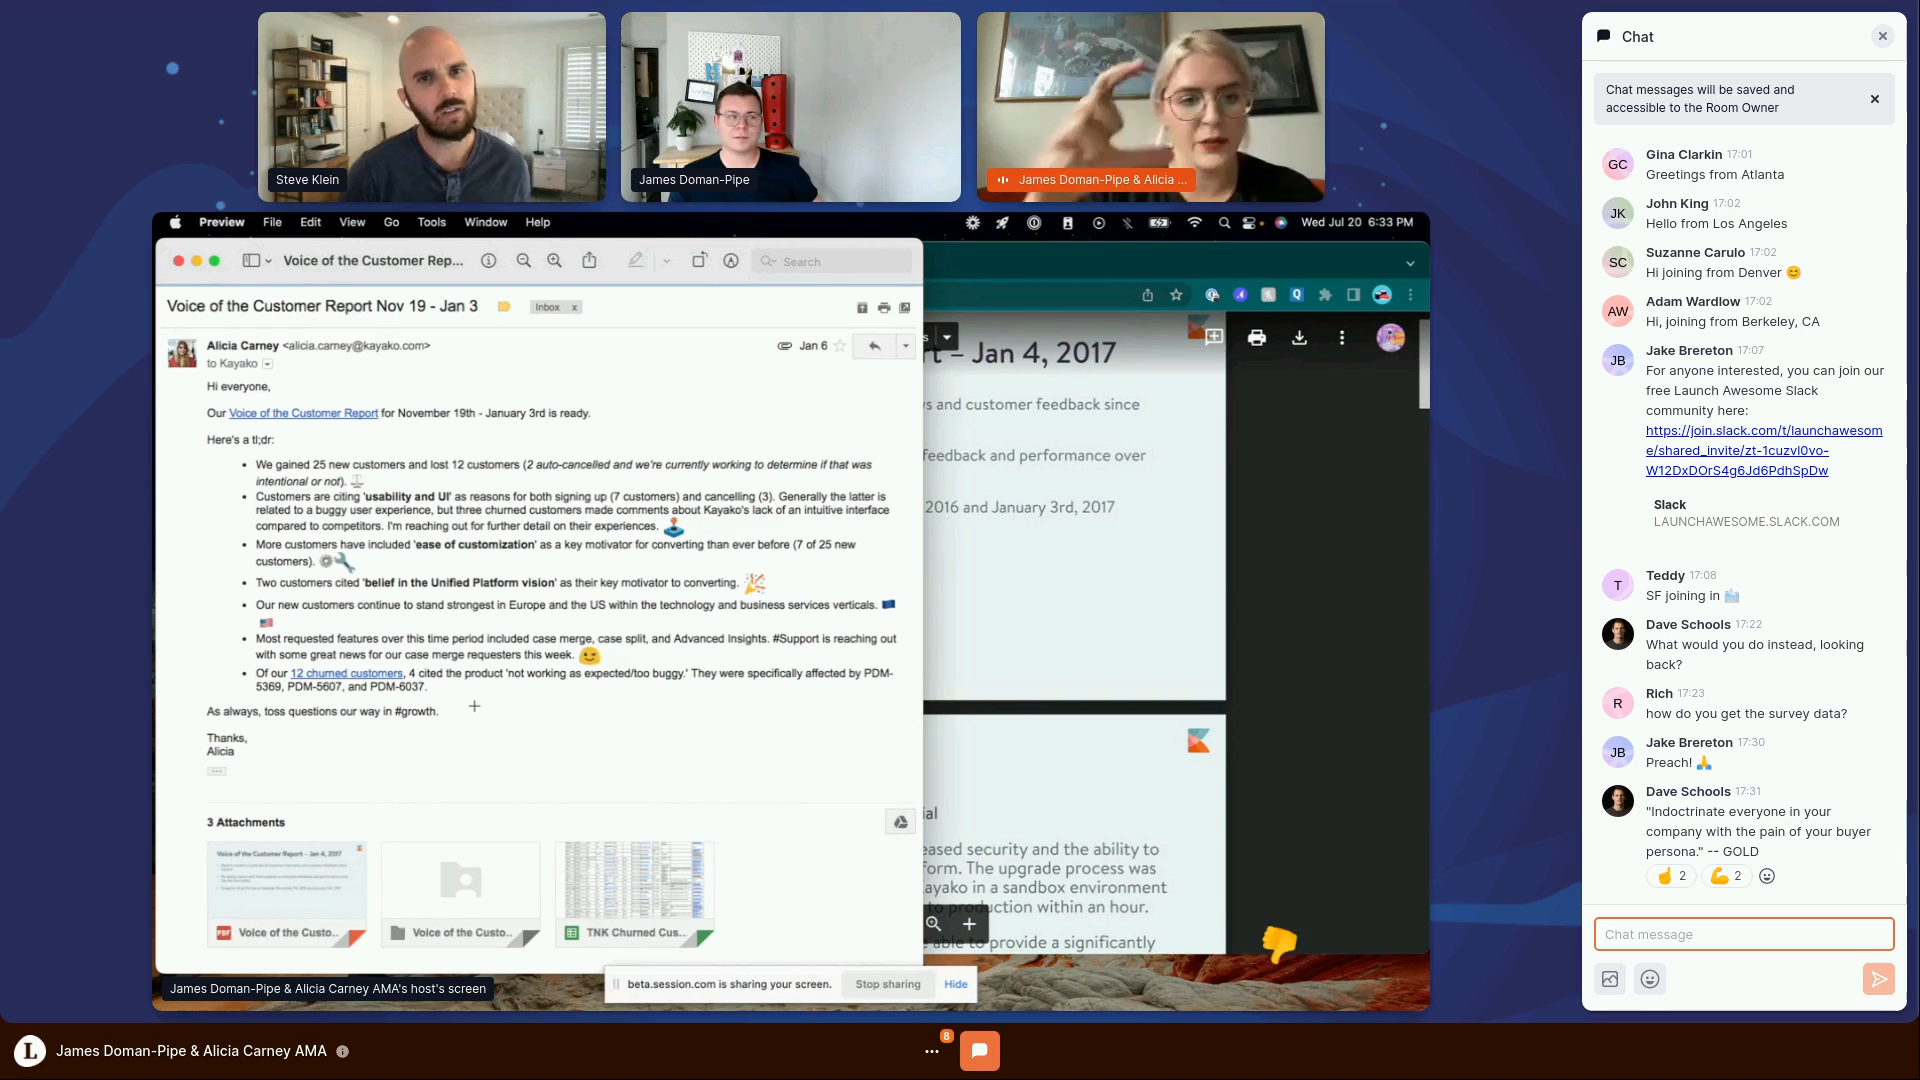 Steve Klein
James Doman-Pipe
James Doman-Pipe & Alicia ...
Preview File Edit View Go Tools Window Help
Wed Jul 20 6:33 PM
Voice of the Customer Rep...
Search
Voice of the Customer Report Nov 19 - Jan 3
Inbox x
Alicia Carney <alicia.carney@kayako.com>
Jan 6
to Kayako
Hi everyone,
Our Voice of the Customer Report for November 19th - January 3rd is ready.
Here's a tl;dr:
• We gained 25 new customers and lost 12 customers (2 auto-cancelled and we're currently working to determine if that was
intentional or not).
• Customers are citing 'usability and UI' as reasons for both signing up (7 customers) and cancelling (3). Generally the latter is
related to a buggy user experience, but three churned customers made comments about Kayako's lack of an intuitive interface
compared to competitors. I'm reaching out for further detail on their experiences. 🕹️
• More customers have included 'ease of customization' as a key motivator for converting than ever before (7 of 25 new
customers). ⚙️🔧
• Two customers cited 'belief in the Unified Platform vision' as their key motivator to converting. 🎉
• Our new customers continue to stand strongest in Europe and the US within the technology and business services verticals. 🇪🇺
🇺🇸
• Most requested features over this time period included case merge, case split, and Advanced Insights. #Support is reaching out
with some great news for our case merge requesters this week. 😉
• Of our 12 churned customers, 4 cited the product 'not working as expected/too buggy.' They were specifically affected by PDM-
5369, PDM-5607, and PDM-6037.
As always, toss questions our way in #growth.
Thanks,
Alicia
3 Attachments
Voice of the Customer Report – Jan 4, 2017
PDF Voice of the Custo...
Voice of the Custo...
TNK Churned Cus...
s
rt – Jan 4, 2017
s and customer feedback since
feedback and performance over
2016 and January 3rd, 2017
ial
eased security and the ability to
form. The upgrade process was
ayako in a sandbox environment
to production within an hour.
able to provide a significantly
James Doman-Pipe & Alicia Carney AMA's host's screen
beta.session.com is sharing your screen.
Stop sharing
Hide
L James Doman-Pipe & Alicia Carney AMA
8
Chat
Chat messages will be saved and
accessible to the Room Owner
GC
Gina Clarkin 17:01
Greetings from Atlanta
JK
John King 17:02
Hello from Los Angeles
SC
Suzanne Carulo 17:02
Hi joining from Denver 😊
AW
Adam Wardlow 17:02
Hi, joining from Berkeley, CA
JB
Jake Brereton 17:07
For anyone interested, you can join our
free Launch Awesome Slack
community here:
https://join.slack.com/t/launchawesom
e/shared_invite/zt-1cuzvl0vo-
W12DxDOrS4g6Jd6PdhSpDw
Slack
LAUNCHAWESOME.SLACK.COM
T
Teddy 17:08
SF joining in 🌁
Dave Schools 17:22
What would you do instead, looking
back?
R
Rich 17:23
how do you get the survey data?
JB
Jake Brereton 17:30
Preach! 🙏
Dave Schools 17:31
"Indoctrinate everyone in your
company with the pain of your buyer
persona." -- GOLD
☝️ 2 💪 2
Chat message